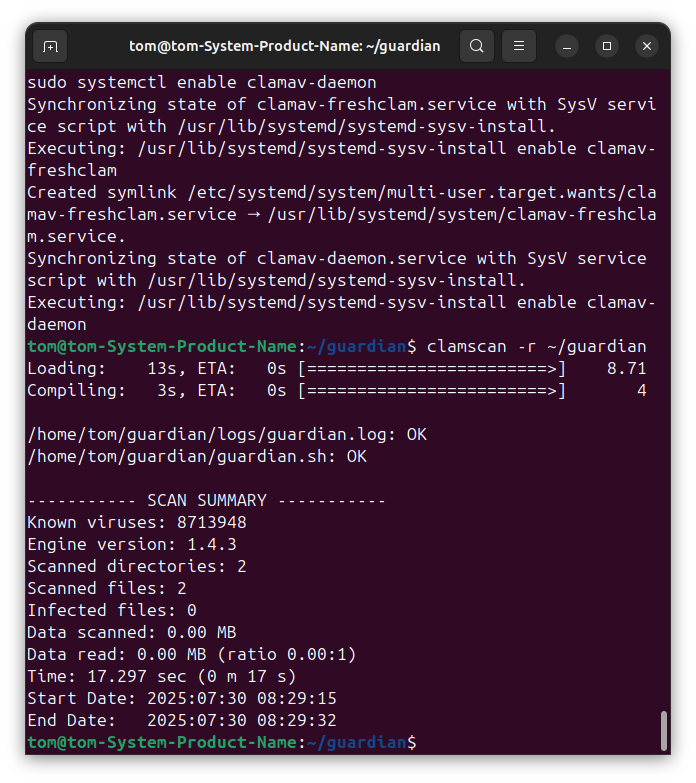 tom@tom-System-Product-Name: ~/guardian
sudo systemctl enable clamav-daemon
Synchronizing state of clamav-freshclam.service with SysV servi
ce script with /usr/lib/systemd/systemd-sysv-install.
Executing: /usr/lib/systemd/systemd-sysv-install enable clamav-
freshclam
Created symlink /etc/systemd/system/multi-user.target.wants/cla
mav-freshclam.service → /usr/lib/systemd/system/clamav-freshcla
m.service.
Synchronizing state of clamav-daemon.service with SysV service
script with /usr/lib/systemd/systemd-sysv-install.
Executing: /usr/lib/systemd/systemd-sysv-install enable clamav-
daemon
tom@tom-System-Product-Name:~/guardian$ clamscan -r ~/guardian
Loading:    13s, ETA:   0s [========================>]    8.71
Compiling:   3s, ETA:   0s [========================>]       4
/home/tom/guardian/logs/guardian.log: OK
/home/tom/guardian/guardian.sh: OK
----------- SCAN SUMMARY -----------
Known viruses: 8713948
Engine version: 1.4.3
Scanned directories: 2
Scanned files: 2
Infected files: 0
Data scanned: 0.00 MB
Data read: 0.00 MB (ratio 0.00:1)
Time: 17.297 sec (0 m 17 s)
Start Date: 2025:07:30 08:29:15
End Date:   2025:07:30 08:29:32
tom@tom-System-Product-Name:~/guardian$